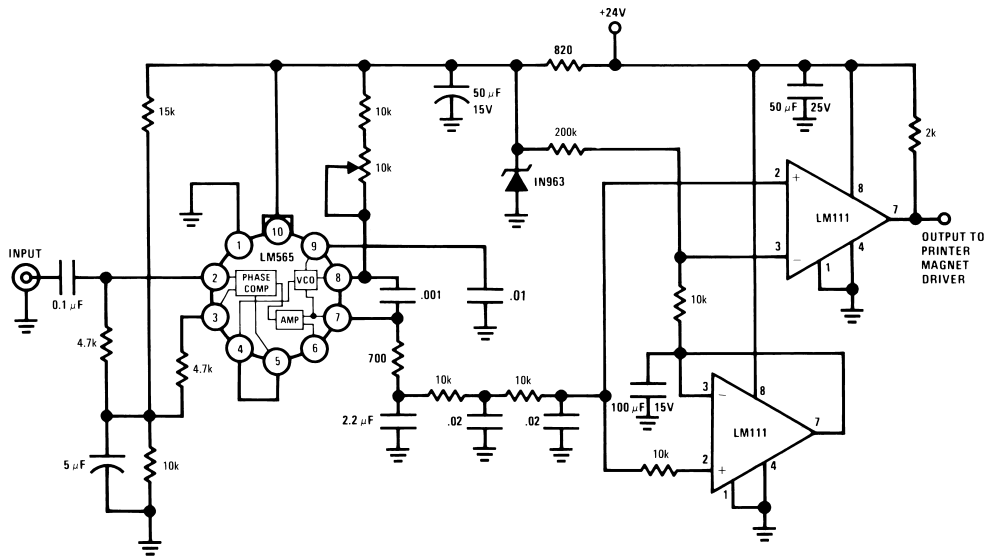 +24V
820
15k
10k
50 µF
15V
50 µF 25V
2k
200k
10k
IN963
2
+
8
LM111
7
3
−
4
1
OUTPUT TO
PRINTER
MAGNET
DRIVER
INPUT
0.1 µF
1
10
9
LM565
2
PHASE
COMP
VCO
8
3
AMP
7
4
5
6
.001
.01
4.7k
4.7k
700
10k
10k
10k
2.2 µF
.02
.02
100 µF 15V
3
−
8
LM111
7
10k
2
+
4
1
5 µF
10k